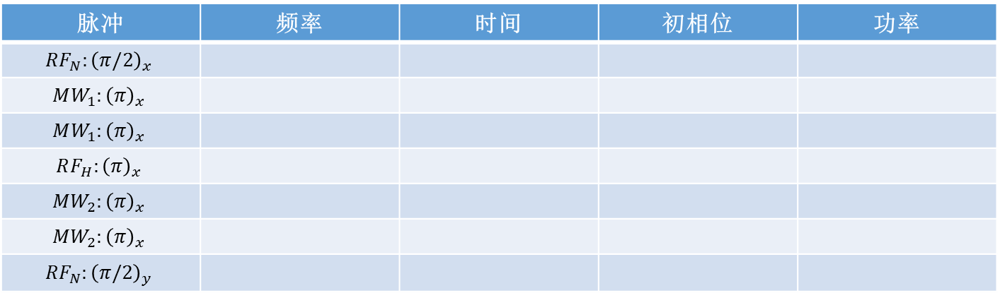 脉冲 频率 时间 初相位 功率
$RF_N:(\pi/2)_x$
$MW_1:(\pi)_x$
$MW_1:(\pi)_x$
$RF_H:(\pi)_x$
$MW_2:(\pi)_x$
$MW_2:(\pi)_x$
$RF_N:(\pi/2)_y$